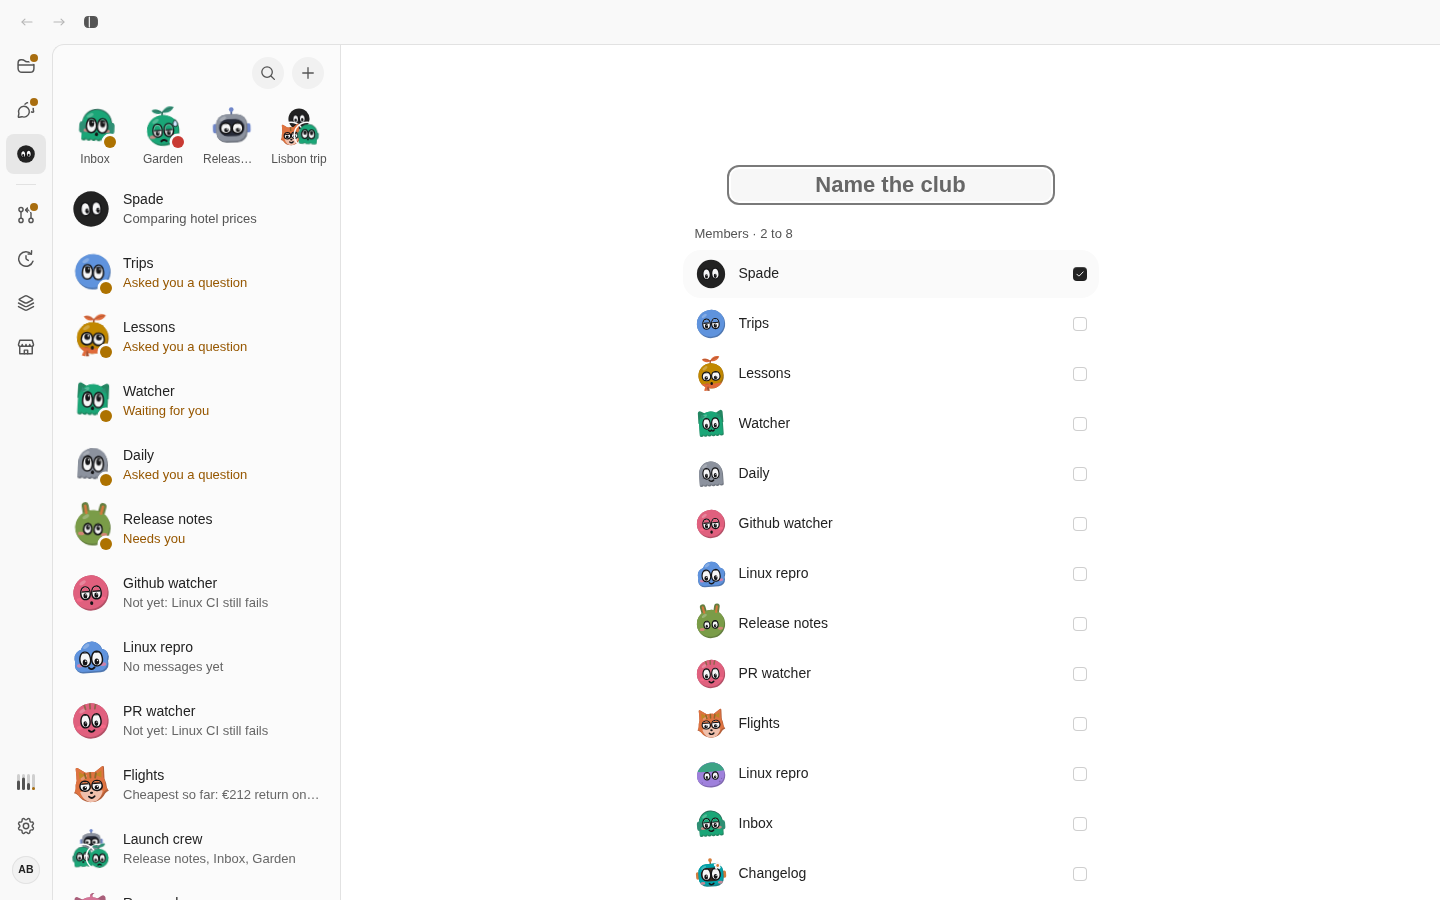 Inbox
Garden
Releas…
Lisbon trip
Spade
Comparing hotel prices
Trips
Asked you a question
Lessons
Asked you a question
Watcher
Waiting for you
Daily
Asked you a question
Release notes
Needs you
Github watcher
Not yet: Linux CI still fails
Linux repro
No messages yet
PR watcher
Not yet: Linux CI still fails
Flights
Cheapest so far: €212 return on…
Launch crew
Release notes, Inbox, Garden
AB
Name the club
Members · 2 to 8
Spade
Trips
Lessons
Watcher
Daily
Github watcher
Linux repro
Release notes
PR watcher
Flights
Linux repro
Inbox
Changelog